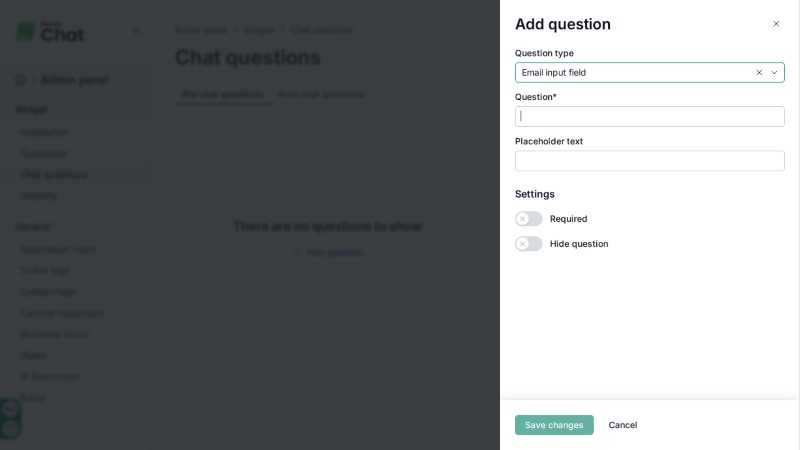 Chat
Admin panel / Widget / Chat questions
Chat questions
Pre chat questions Post chat questions
/ Admin panel
Widget
Installation
Customize
Chat questions
Visibility
General
Automation rules
Ticket tags
Contact tags
Canned responses
Business hours
Views
IP Restriction
Roles
There are no questions to show
+ Add question
Add question
Question type
Email input field
Question*
Placeholder text
Settings
Required
Hide question
Save changes
Cancel